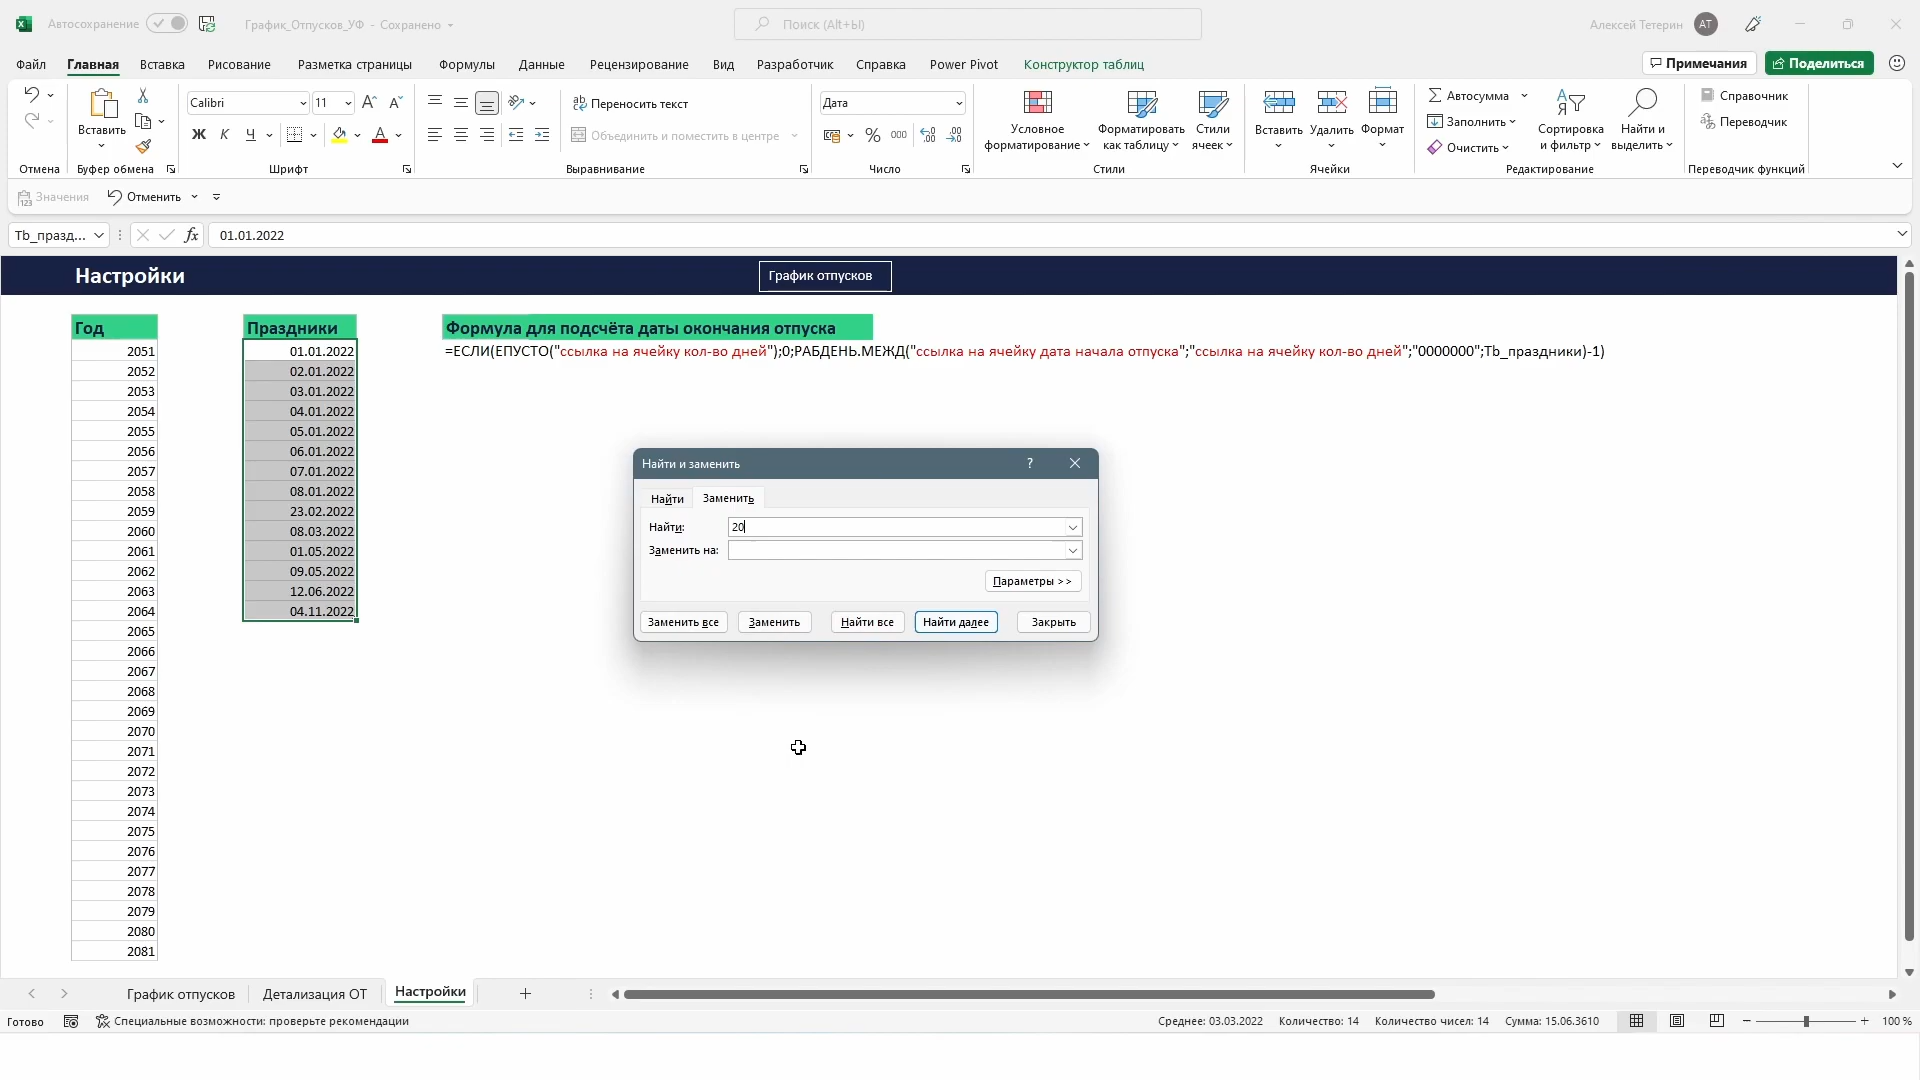 Автосохранение
График_Отпусков_УФ - Сохранено
Поиск (Alt+Ы)
Алексей Тетерин
АТ
Файл Главная Вставка Рисование Разметка страницы Формулы Данные Рецензирование Вид Разработчик Справка Power Pivot Конструктор таблиц
Примечания
Поделиться
Вставить
Calibri
11
Ж К Ч
Переносить текст
Объединить и поместить в центре
Дата
% 000
Условное форматирование
Форматировать как таблицу
Стили ячеек
Вставить
Удалить
Формат
Автосумма
Заполнить
Очистить
Сортировка и фильтр
Найти и выделить
Справочник
Переводчик
Отмена
Буфер обмена
Шрифт
Выравнивание
Число
Стили
Ячейки
Редактирование
Переводчик функций
Значения
Отменить
Tb_празд...
fx
01.01.2022
Настройки
График отпусков
Год
2051
2052
2053
2054
2055
2056
2057
2058
2059
2060
2061
2062
2063
2064
2065
2066
2067
2068
2069
2070
2071
2072
2073
2074
2075
2076
2077
2078
2079
2080
2081
Праздники
01.01.2022
02.01.2022
03.01.2022
04.01.2022
05.01.2022
06.01.2022
07.01.2022
08.01.2022
23.02.2022
08.03.2022
01.05.2022
09.05.2022
12.06.2022
04.11.2022
Формула для подсчёта даты окончания отпуска
=ЕСЛИ(ЕПУСТО("ссылка на ячейку кол-во дней");0;РАБДЕНЬ.МЕЖД("ссылка на ячейку дата начала отпуска";"ссылка на ячейку кол-во дней";"0000000";Tb_праздники)-1)
Найти и заменить
?
Найти
Заменить
Найти:
20
Заменить на:
Параметры >>
Заменить все
Заменить
Найти все
Найти далее
Закрыть
График отпусков
Детализация ОТ
Настройки
Готово
Специальные возможности: проверьте рекомендации
Среднее: 03.03.2022
Количество: 14
Количество чисел: 14
Сумма: 15.06.3610
100 %